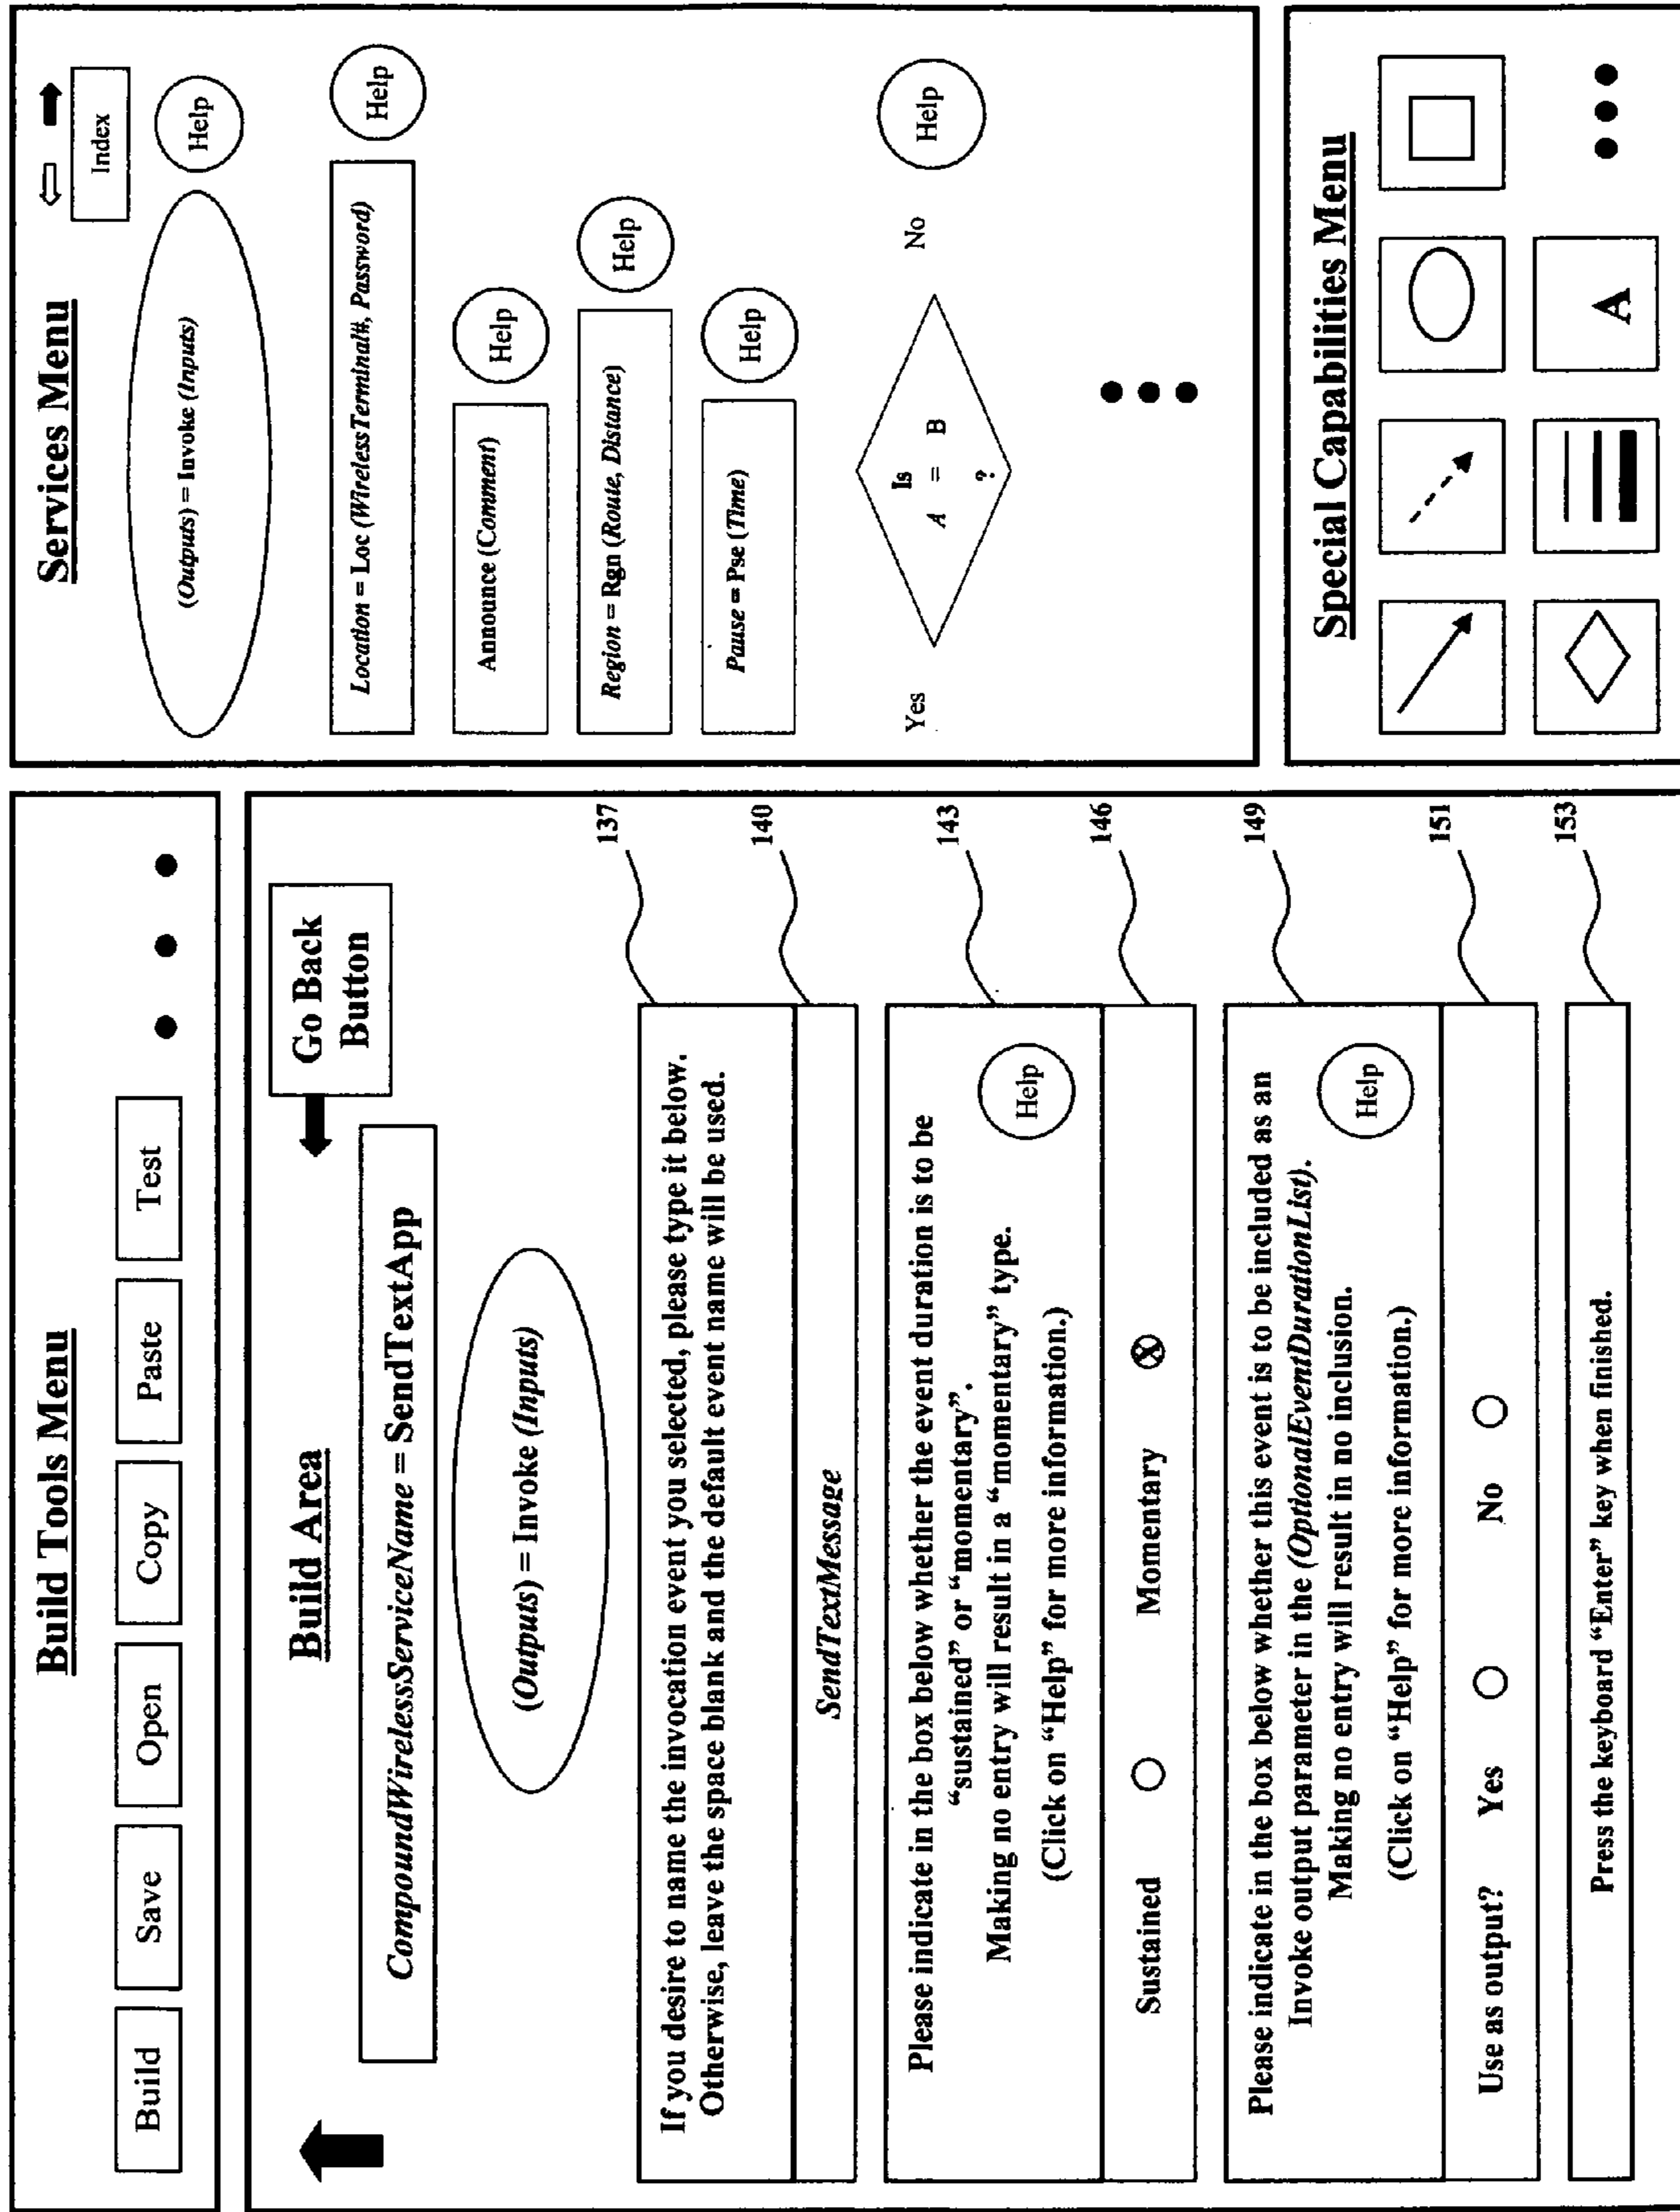 Build Tools Menu
Build
Save
Open
Copy
Paste
Test
Build Area
Go Back
Button
CompoundWirelessServiceName = SendTextApp
(Outputs) = Invoke (Inputs)
If you desire to name the invocation event you selected, please type it below.
Otherwise, leave the space blank and the default event name will be used.
137
SendTextMessage
140
Please indicate in the box below whether the event duration is to be
“sustained” or “momentary”.
Making no entry will result in a “momentary” type.
(Click on “Help” for more information.)
Help
143
Sustained
Momentary
146
Please indicate in the box below whether this event is to be included as an
Invoke output parameter in the (OptionalEventDurationList).
Making no entry will result in no inclusion.
(Click on “Help” for more information.)
Help
149
Use as output?
Yes
No
151
Press the keyboard “Enter” key when finished.
153
Services Menu
Index
(Outputs) = Invoke (Inputs)
Help
Location = Loc (WirelessTerminal#, Password)
Help
Announce (Comment)
Help
Region = Rgn (Route, Distance)
Help
Pause = Pse (Time)
Help
Yes
Is
A = B
?
No
Help
Special Capabilities Menu
A